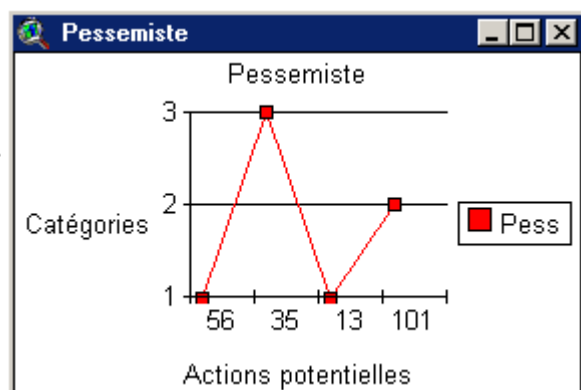 Pessemiste
Pessemiste
3
2
Catégories
Pess
1
56 35 13 101
Actions potentielles